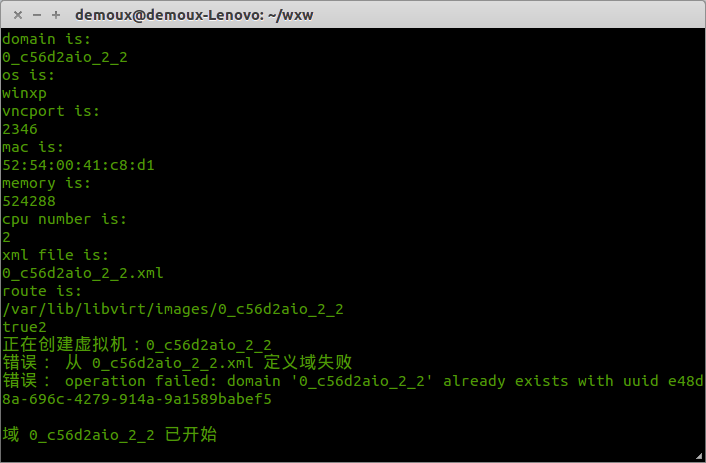 demoux@demoux-Lenovo: ~/wxw
domain is:
0_c56d2aio_2_2
os is:
winxp
vncport is:
2346
mac is:
52:54:00:41:c8:d1
memory is:
524288
cpu number is:
2
xml file is:
0_c56d2aio_2_2.xml
route is:
/var/lib/libvirt/images/0_c56d2aio_2_2
true2
正在创建虚拟机：0_c56d2aio_2_2
错误： 从 0_c56d2aio_2_2.xml 定义域失败
错误： operation failed: domain '0_c56d2aio_2_2' already exists with uuid e48d
8a-696c-4279-914a-9a1589babef5
域 0_c56d2aio_2_2 已开始